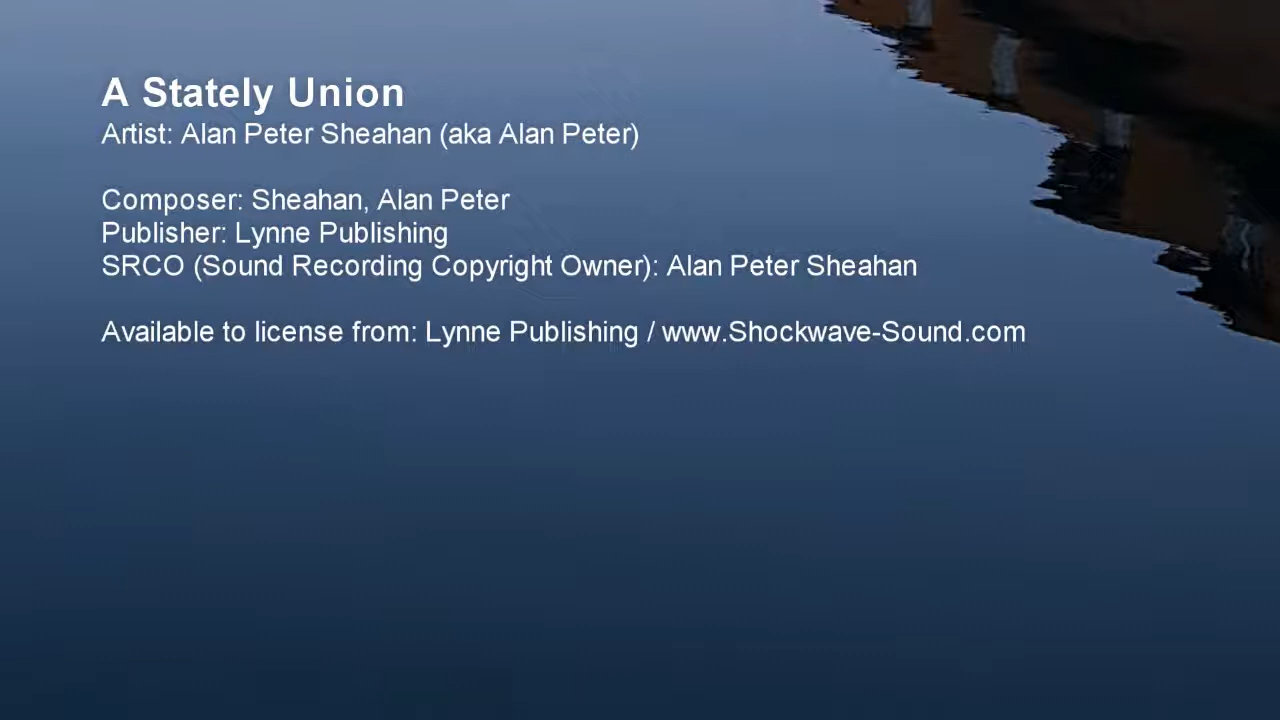 A Stately Union
Artist: Alan Peter Sheahan (aka Alan Peter)
Composer: Sheahan, Alan Peter
Publisher: Lynne Publishing
SRCO (Sound Recording Copyright Owner): Alan Peter Sheahan
Available to license from: Lynne Publishing / www.Shockwave-Sound.com